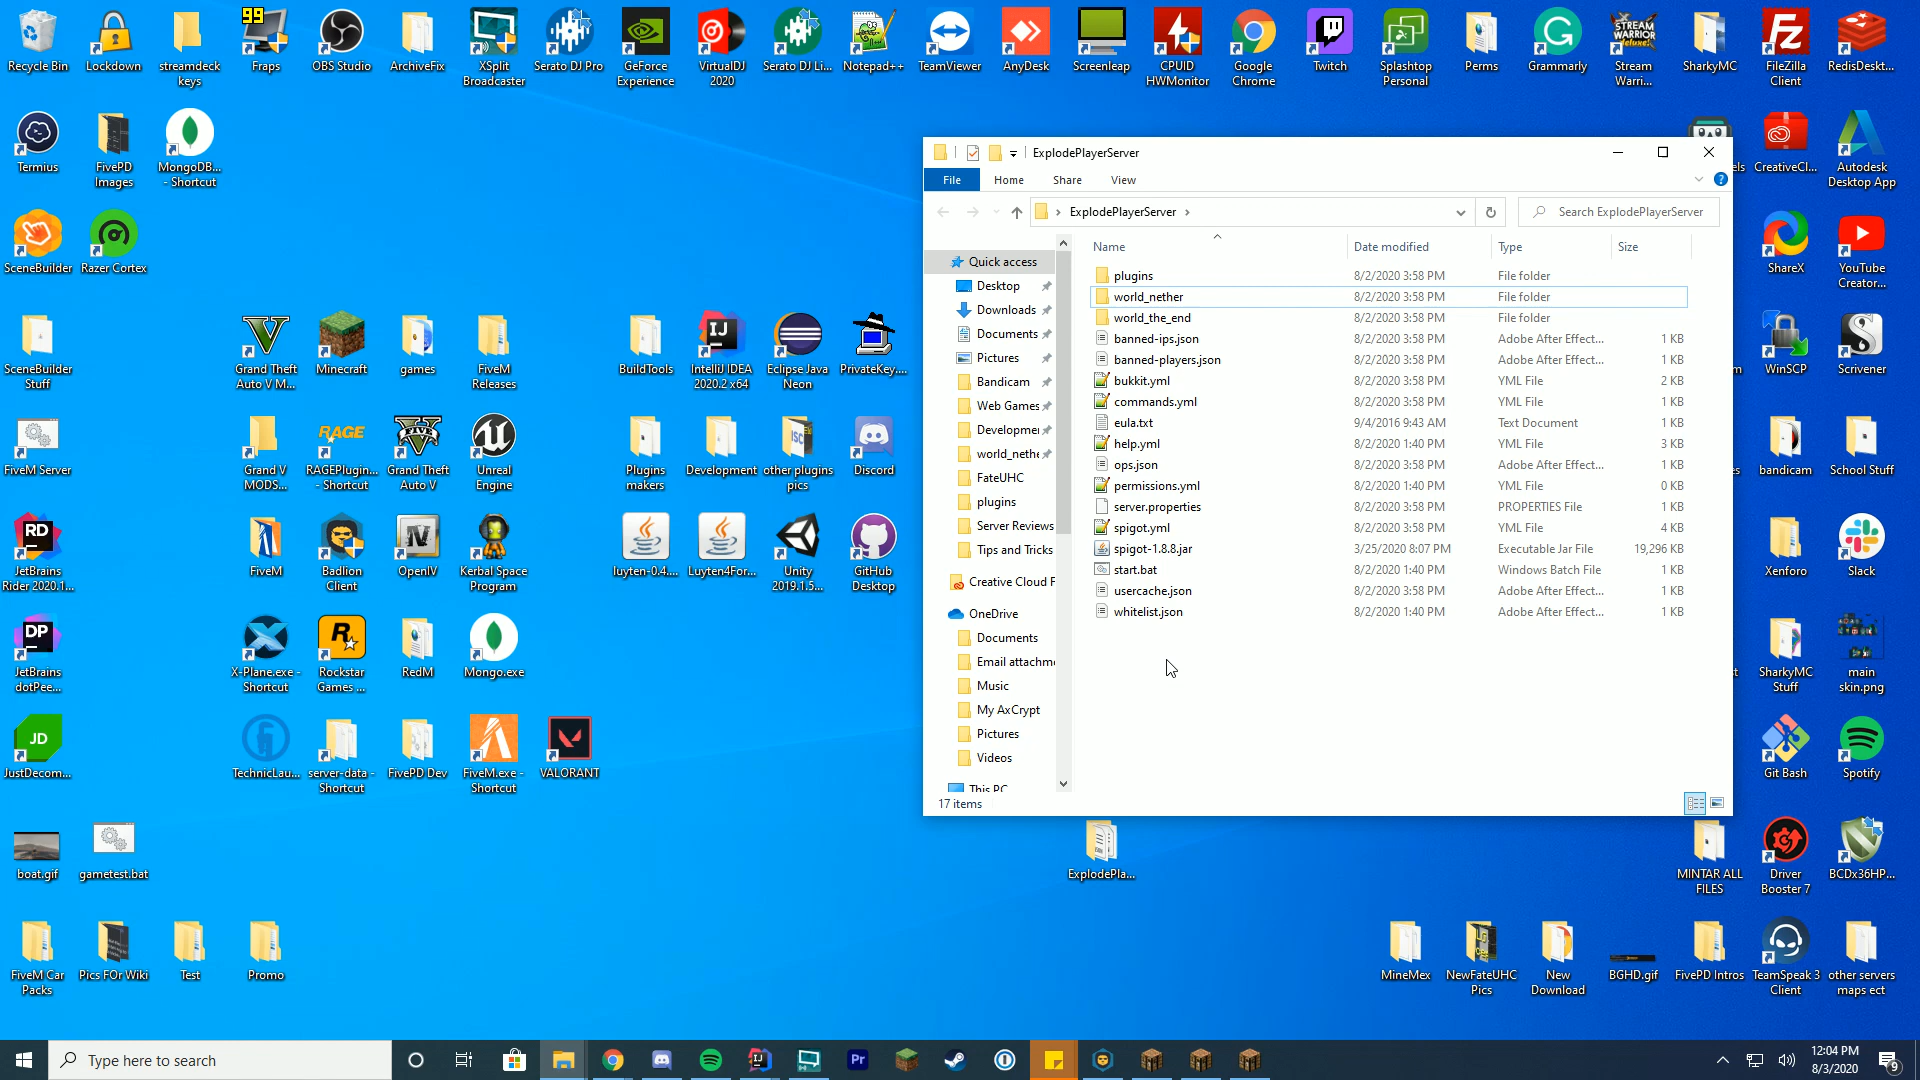 99
Recycle Bin
Lockdown
streamdeck
keys
Fraps
OBS Studio
ArchiveFix
XSplit
Broadcaster
Serato DJ Pro
GeForce
Experience
VirtualDJ
2020
Serato DJ Li...
Notepad++
TeamViewer
AnyDesk
Screenleap
CPUID
HWMonitor
Google
Chrome
Twitch
Splashtop
Personal
Perms
Grammarly
Stream
Warri...
SharkyMC
FileZilla
Client
RedisDeskt...
Termius
FivePD
Images
MongoDB...
- Shortcut
CreativeCl...
Autodesk
Desktop App
SceneBuilder
Razer Cortex
ShareX
YouTube
Creator...
SceneBuilder
Stuff
Grand Theft
Auto V M...
Minecraft
games
FiveM
Releases
BuildTools
IntelliJ IDEA
2020.2 x64
Eclipse Java
Neon
PrivateKey....
WinSCP
Scrivener
FiveM Server
Grand V
MODS...
RAGEPlugin...
- Shortcut
Grand Theft
Auto V
Unreal
Engine
Plugins
makers
Development
other plugins
pics
Discord
bandicam
School Stuff
JetBrains
Rider 2020.1...
FiveM
Badlion
Client
OpenIV
Kerbal Space
Program
luyten-0.4....
Luyten4For...
Unity
2019.1.5...
GitHub
Desktop
Xenforo
Slack
JetBrains
dotPee...
X-Plane.exe -
Shortcut
Rockstar
Games ...
RedM
Mongo.exe
SharkyMC
Stuff
main
skin.png
JustDecom...
TechnicLau...
server-data -
Shortcut
FivePD Dev
FiveM.exe -
Shortcut
VALORANT
Git Bash
Spotify
boat.gif
gametest.bat
ExplodePla...
MINTAR ALL
FILES
Driver
Booster 7
BCDx36HP...
FiveM Car
Packs
Pics FOr Wiki
Test
Promo
MineMex
NewFateUHC
Pics
New
Download
BGHD.gif
FivePD Intros
TeamSpeak 3
Client
other servers
maps ect
ExplodePlayerServer
File Home Share View
ExplodePlayerServer
Search ExplodePlayerServer
Quick access
Desktop
Downloads
Documents
Pictures
Bandicam
Web Games
Developme
world_nethe
FateUHC
plugins
Server Reviews
Tips and Tricks
Creative Cloud F
OneDrive
Documents
Email attachme
Music
My AxCrypt
Pictures
Videos
This PC
Name Date modified Type Size
plugins 8/2/2020 3:58 PM File folder
world_nether 8/2/2020 3:58 PM File folder
world_the_end 8/2/2020 3:58 PM File folder
banned-ips.json 8/2/2020 3:58 PM Adobe After Effect... 1 KB
banned-players.json 8/2/2020 3:58 PM Adobe After Effect... 1 KB
bukkit.yml 8/2/2020 3:58 PM YML File 2 KB
commands.yml 8/2/2020 3:58 PM YML File 1 KB
eula.txt 9/4/2016 9:43 AM Text Document 1 KB
help.yml 8/2/2020 1:40 PM YML File 3 KB
ops.json 8/2/2020 3:58 PM Adobe After Effect... 1 KB
permissions.yml 8/2/2020 1:40 PM YML File 0 KB
server.properties 8/2/2020 3:58 PM PROPERTIES File 1 KB
spigot.yml 8/2/2020 3:58 PM YML File 4 KB
spigot-1.8.8.jar 3/25/2020 8:07 PM Executable Jar File 19,296 KB
start.bat 8/2/2020 1:40 PM Windows Batch File 1 KB
usercache.json 8/2/2020 3:58 PM Adobe After Effect... 1 KB
whitelist.json 8/2/2020 1:40 PM Adobe After Effect... 1 KB
17 items
Type here to search
12:04 PM
8/3/2020
9